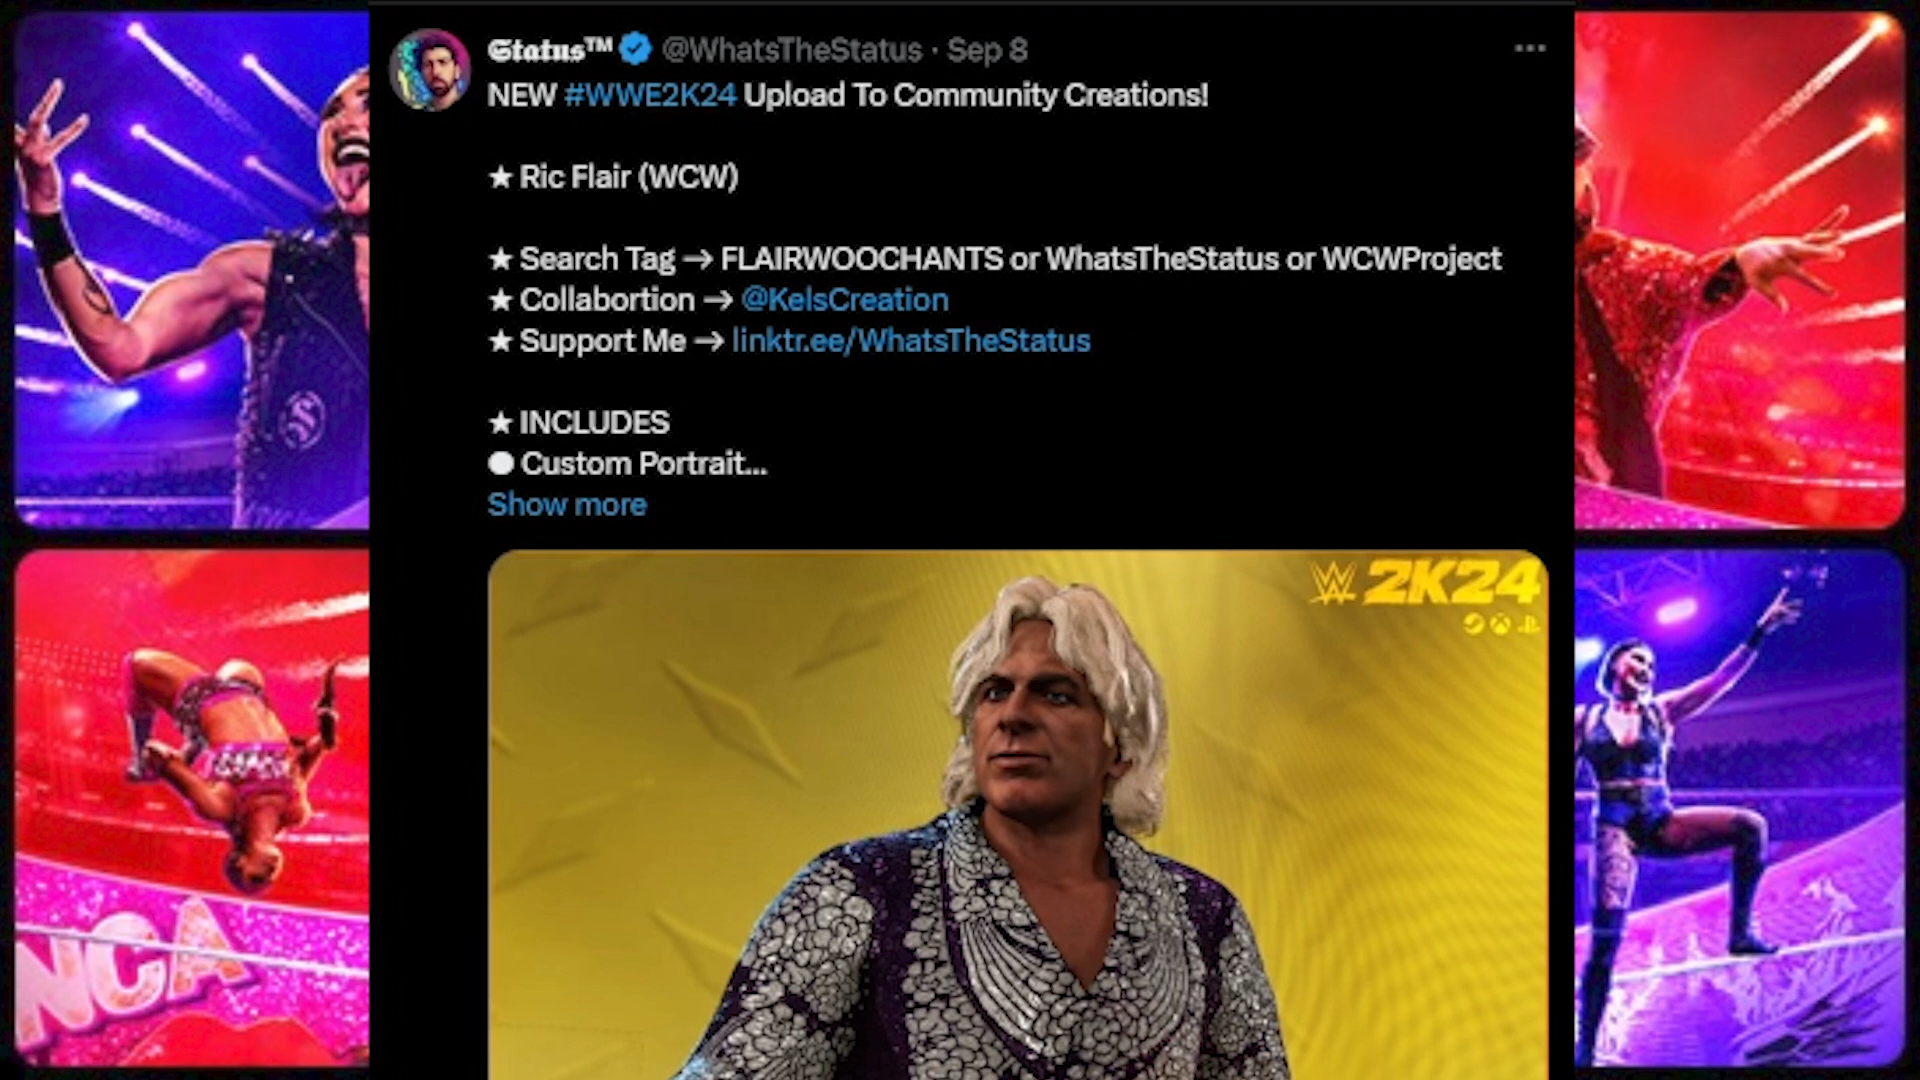 Status™ @WhatsTheStatus · Sep 8
NEW #WWE2K24 Upload To Community Creations!
★ Ric Flair (WCW)
★ Search Tag → FLAIRWOOCHANTS or WhatsTheStatus or WCWProject
★ Collabortion → @KelsCreation
★ Support Me → linktr.ee/WhatsTheStatus
★ INCLUDES
● Custom Portrait...
Show more
W 2K24
NCA